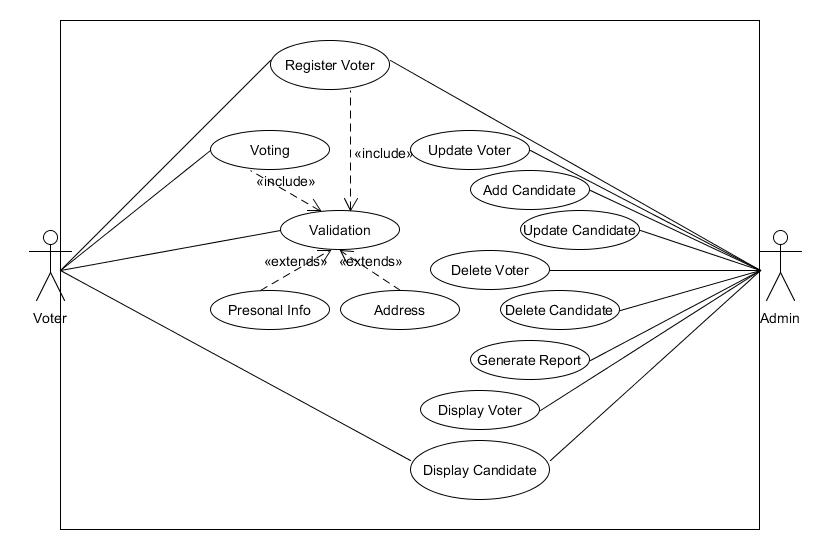 Register Voter
Voting
«include»
Update Voter
«include»
Add Candidate
Validation
Update Candidate
«extends»
«extends»
Delete Voter
Presonal Info
Address
Delete Candidate
Voter
Admin
Generate Report
Display Voter
Display Candidate